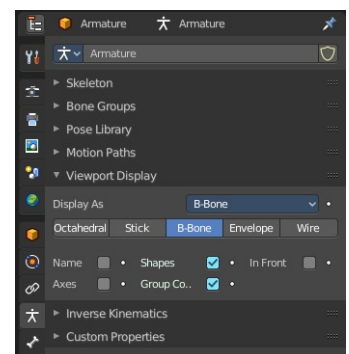 Armature Armature
Armature
Skeleton
Bone Groups
Pose Library
Motion Paths
Viewport Display
Display As B-Bone
Octahedral Stick B-Bone Envelope Wire
Name Shapes In Front
Axes Group Co..
Inverse Kinematics
Custom Properties